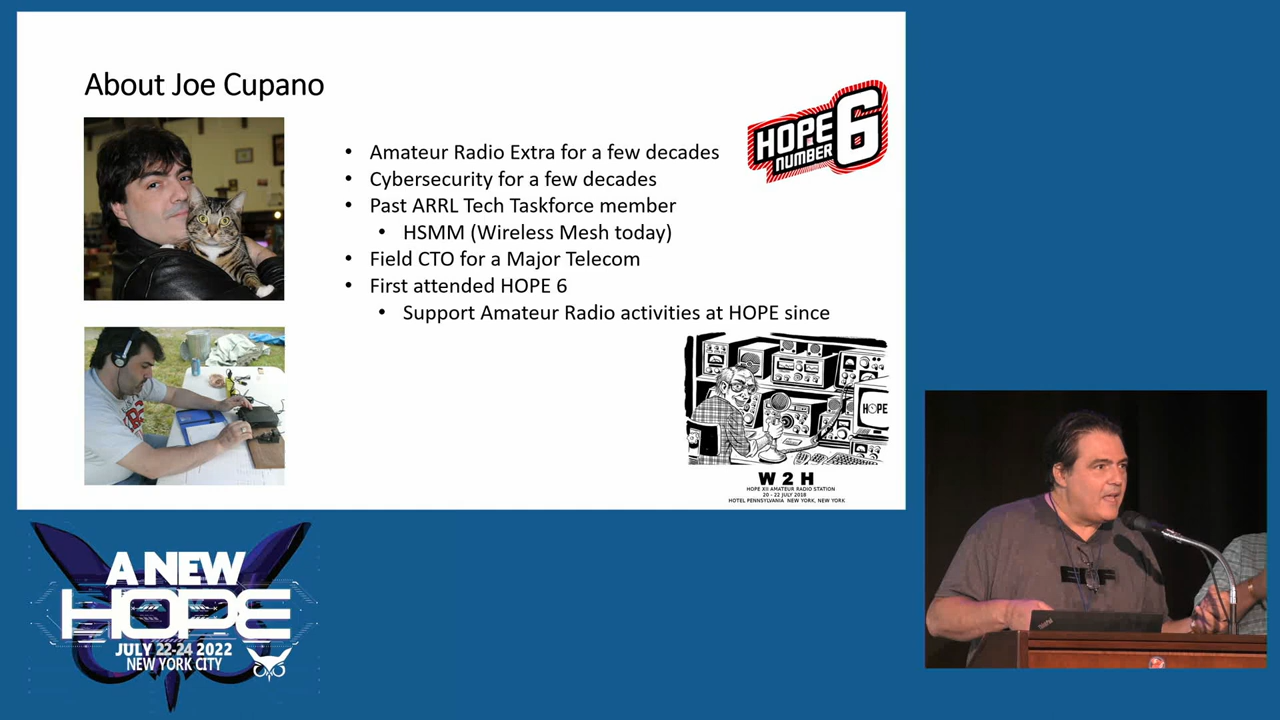 About Joe Cupano
• Amateur Radio Extra for a few decades
• Cybersecurity for a few decades
• Past ARRL Tech Taskforce member
• HSMM (Wireless Mesh today)
• Field CTO for a Major Telecom
• First attended HOPE 6
• Support Amateur Radio activities at HOPE since
HOPE
NUMBER
6
HOPE
W2H
HOPE XII AMATEUR RADIO STATION
20 - 22 JULY 2018
HOTEL PENNSYLVANIA NEW YORK, NEW YORK
A NEW
HOPE
JULY 22-24 2022
NEW YORK CITY
EFF
ThinkPad